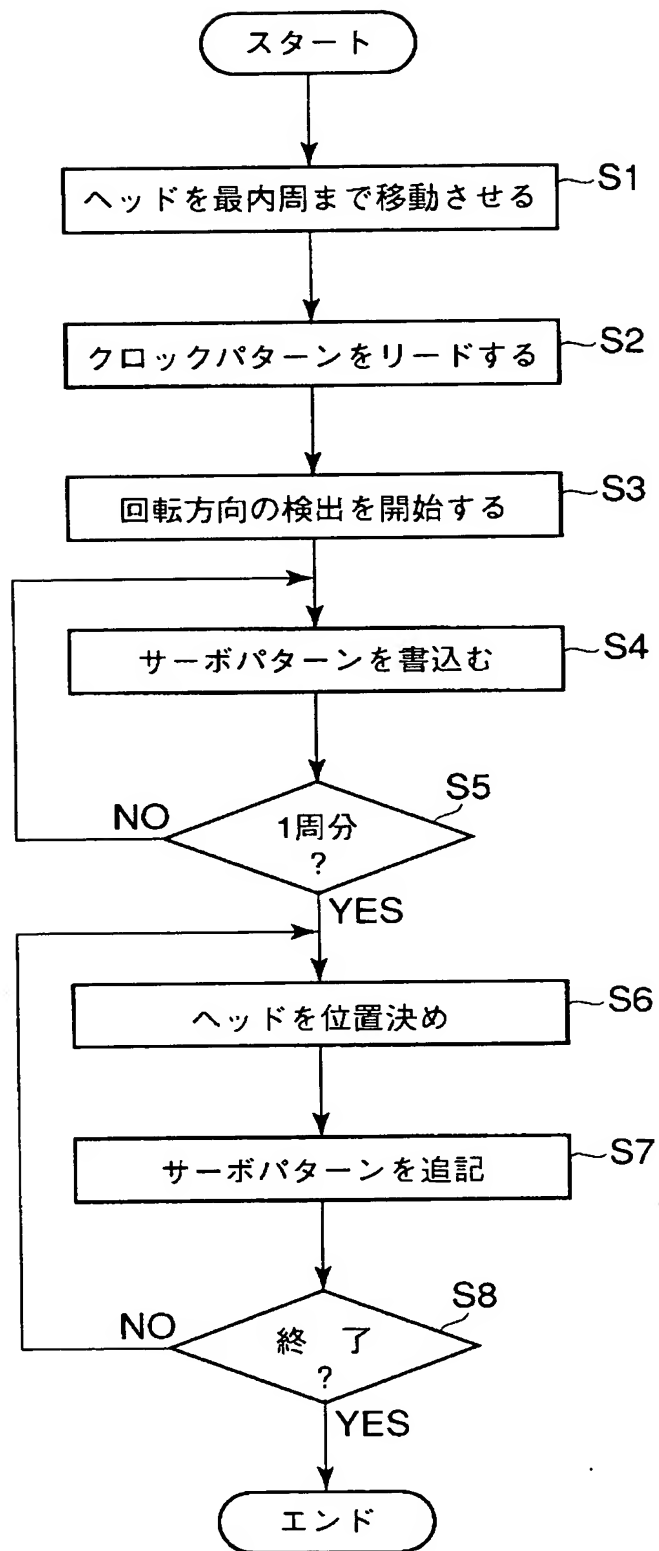 スタート
ヘッドを最内周まで移動させる
S1
クロックパターンをリードする
S2
回転方向の検出を開始する
S3
サーボパターンを書込む
S4
S5
NO
1周分
?
YES
ヘッドを位置決め
S6
サーボパターンを追記
S7
S8
NO
終 了
?
YES
エンド